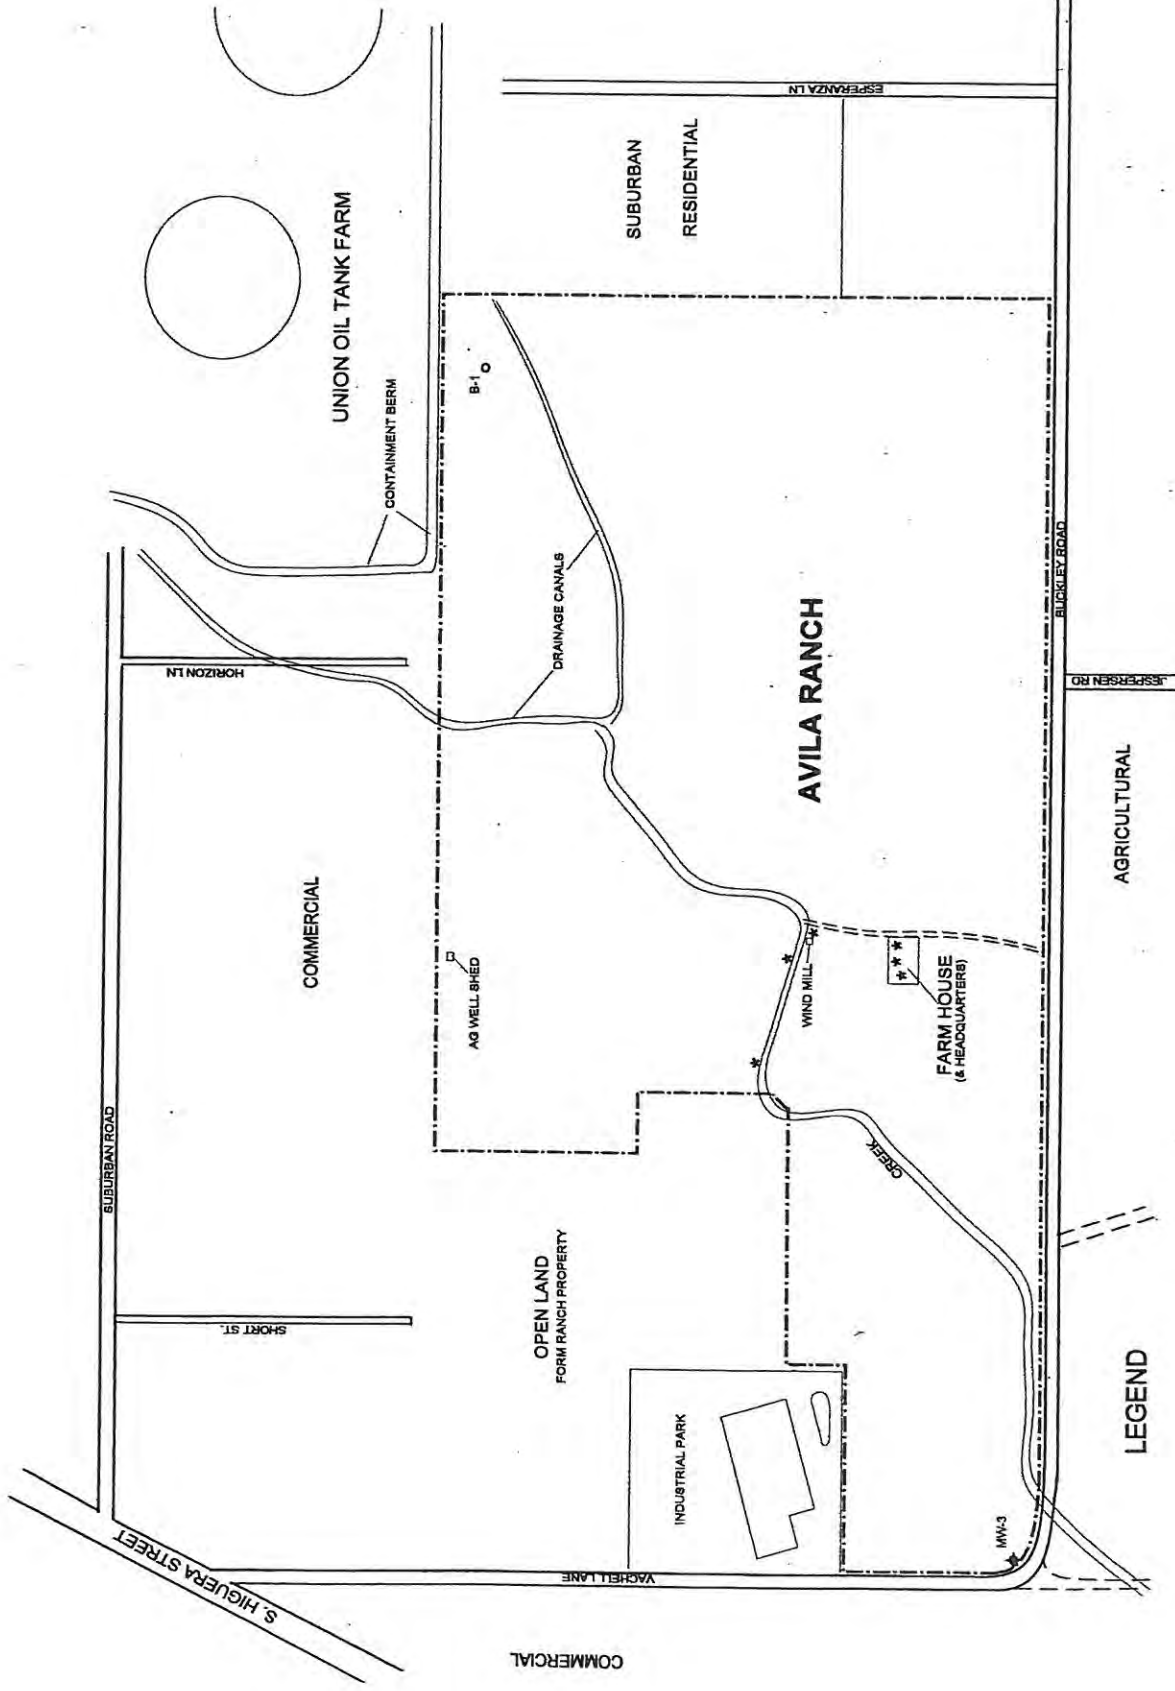 S. HIGUERA STREET
SUBURBAN ROAD
SHORT ST.
HORIZON LN
COMMERCIAL
UNION OIL TANK FARM
CONTAINMENT BERM
B-1
SUBURBAN
RESIDENTIAL
ESPERANZA LN
DRAINAGE CANALS
AG WELL SHED
OPEN LAND
FORM RANCH PROPERTY
INDUSTRIAL PARK
VACHELL LANE
COMMERCIAL
AVILA RANCH
WIND MILL
FARM HOUSE
(& HEADQUARTERS)
CREEK
MW-3
BUCKLEY ROAD
JESPERSEN RD
AGRICULTURAL
LEGEND